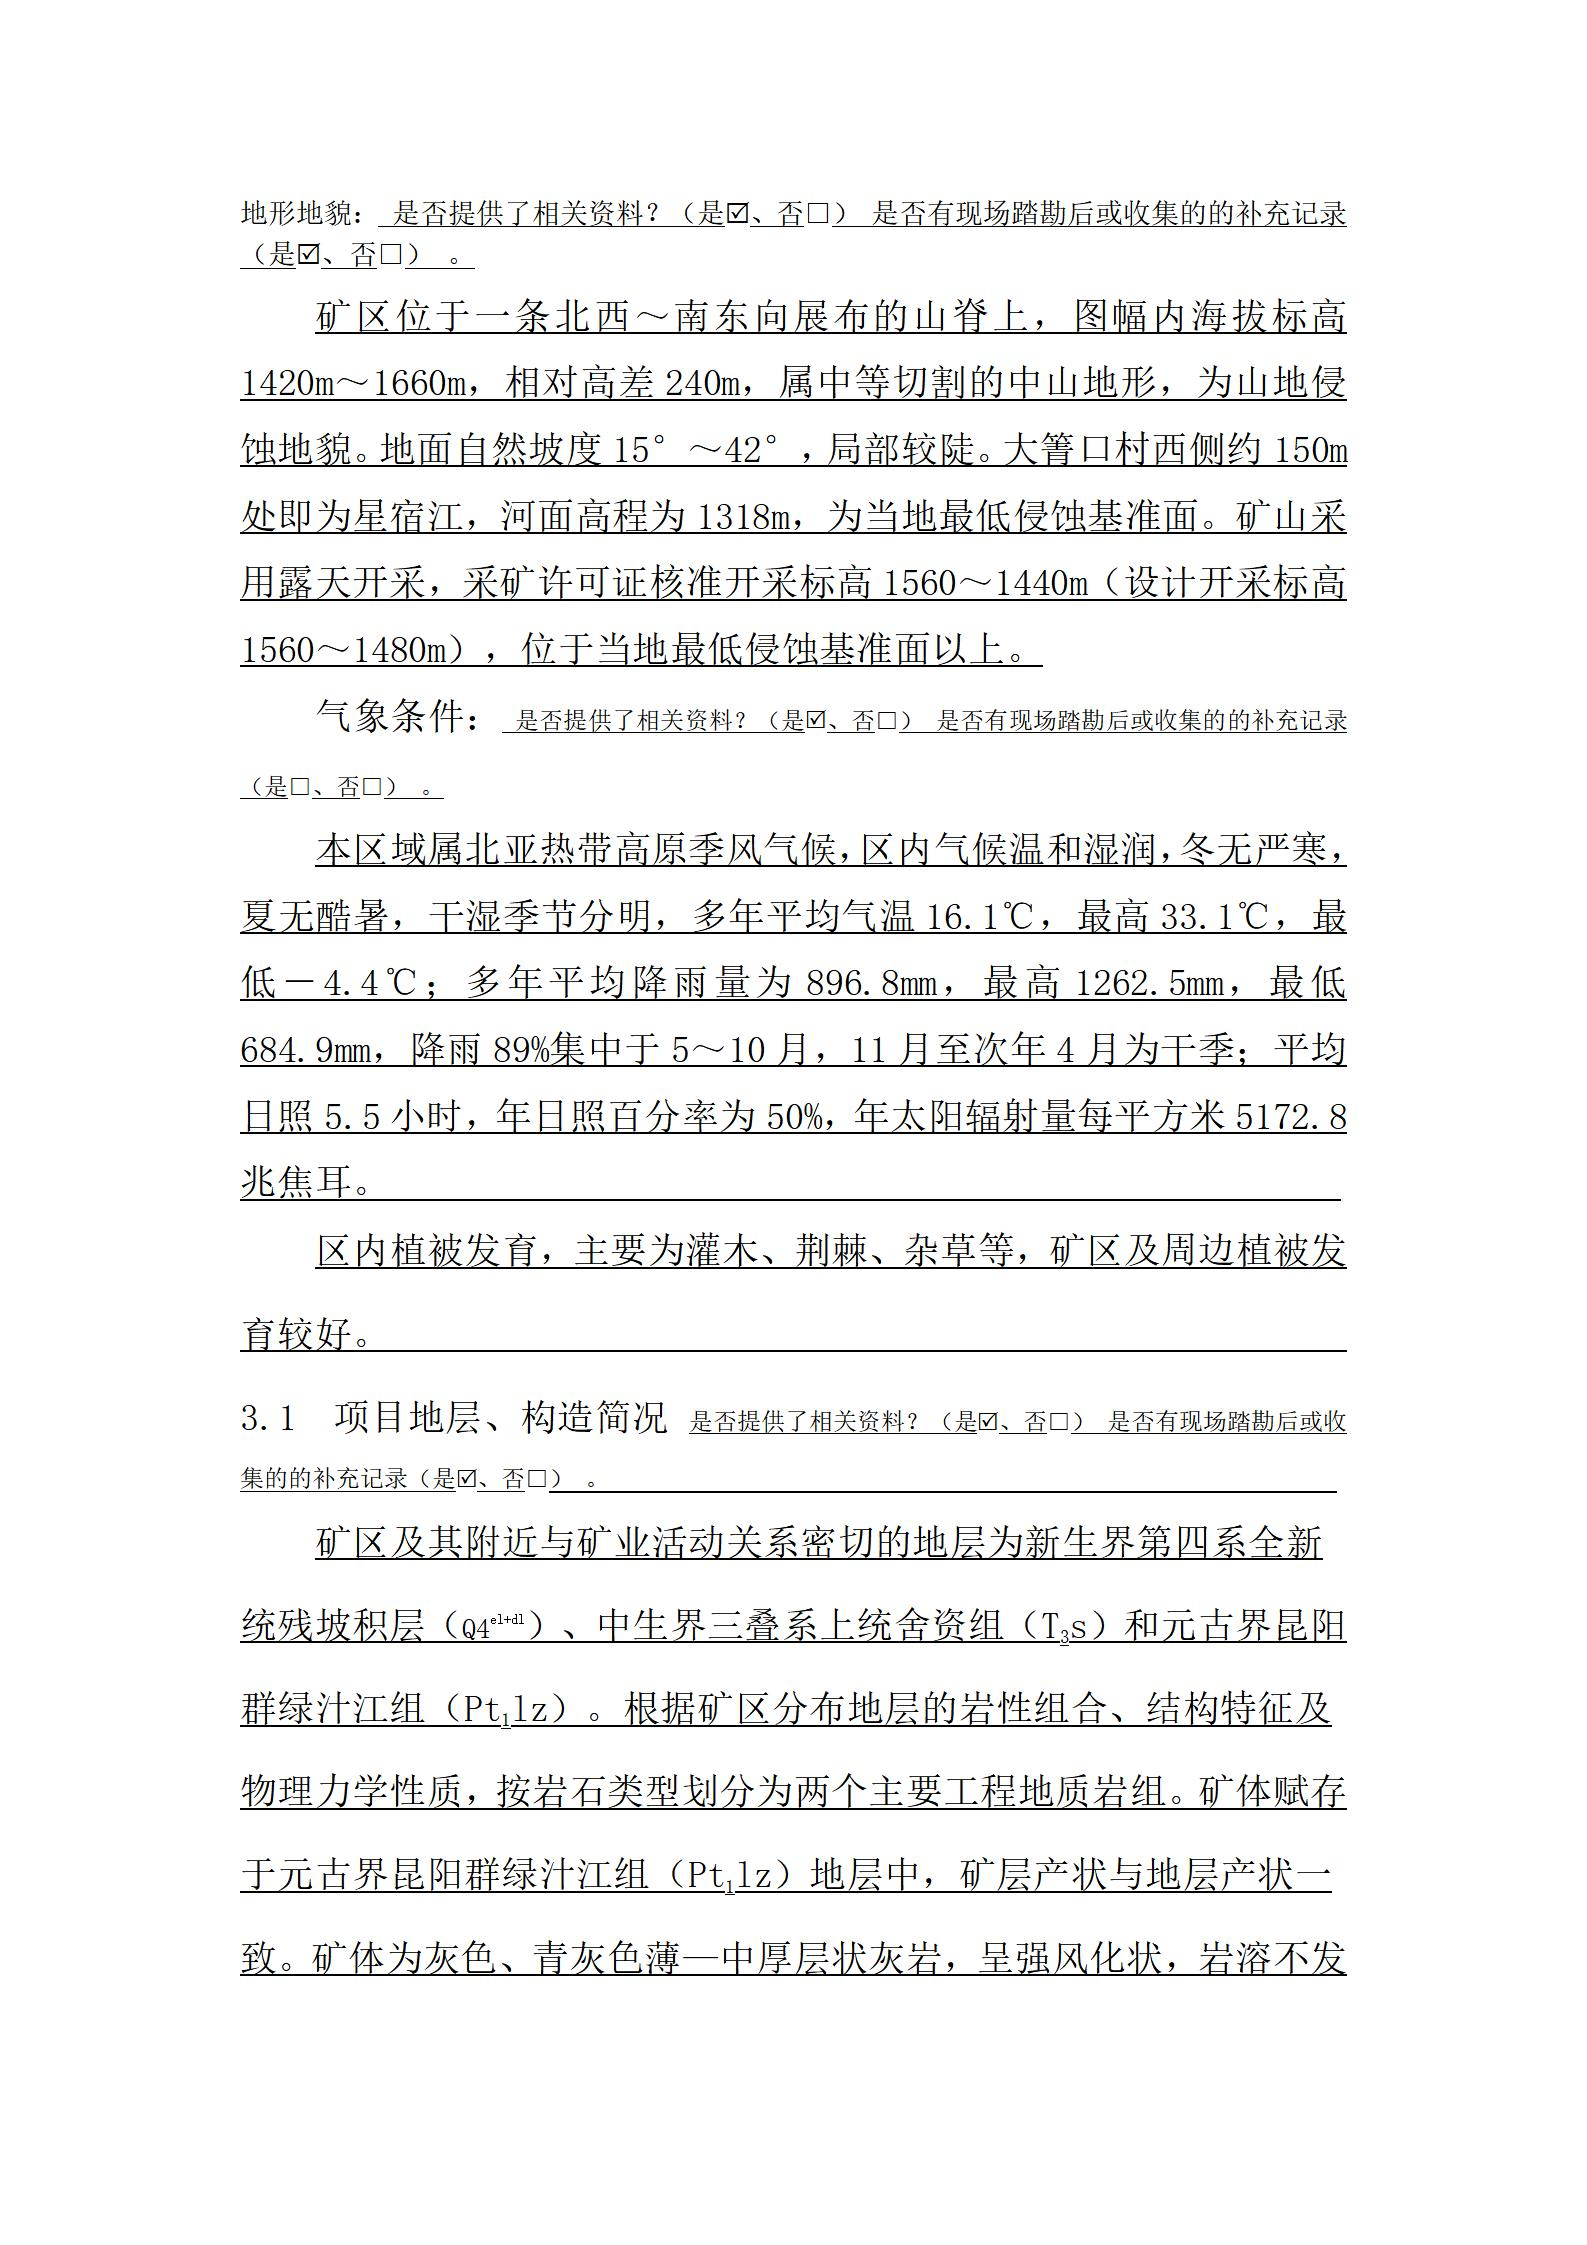 地形地貌： 是否提供了相关资料？（是☑、否□） 是否有现场踏勘后或收集的的补充记录
（是☑、否□） 。
矿区位于一条北西～南东向展布的山脊上，图幅内海拔标高
1420m～1660m，相对高差240m，属中等切割的中山地形，为山地侵
蚀地貌。地面自然坡度15°～42°，局部较陡。大箐口村西侧约150m
处即为星宿江，河面高程为1318m，为当地最低侵蚀基准面。矿山采
用露天开采，采矿许可证核准开采标高1560～1440m（设计开采标高
1560～1480m），位于当地最低侵蚀基准面以上。
气象条件： 是否提供了相关资料？（是☑、否□） 是否有现场踏勘后或收集的的补充记录
（是□、否□） 。
本区域属北亚热带高原季风气候，区内气候温和湿润，冬无严寒，
夏无酷暑，干湿季节分明，多年平均气温16.1℃，最高33.1℃，最
低－4.4℃；多年平均降雨量为896.8mm，最高1262.5mm，最低
684.9mm，降雨89%集中于5～10月，11月至次年4月为干季；平均
日照5.5小时，年日照百分率为50%，年太阳辐射量每平方米5172.8
兆焦耳。
区内植被发育，主要为灌木、荆棘、杂草等，矿区及周边植被发
育较好。
3.1 项目地层、构造简况 是否提供了相关资料？（是☑、否□） 是否有现场踏勘后或收
集的的补充记录（是☑、否□） 。
矿区及其附近与矿业活动关系密切的地层为新生界第四系全新
统残坡积层（Q4el+dl）、中生界三叠系上统舍资组（T3s）和元古界昆阳
群绿汁江组（Pt1lz）。根据矿区分布地层的岩性组合、结构特征及
物理力学性质，按岩石类型划分为两个主要工程地质岩组。矿体赋存
于元古界昆阳群绿汁江组（Pt1lz）地层中，矿层产状与地层产状一
致。矿体为灰色、青灰色薄—中厚层状灰岩，呈强风化状，岩溶不发